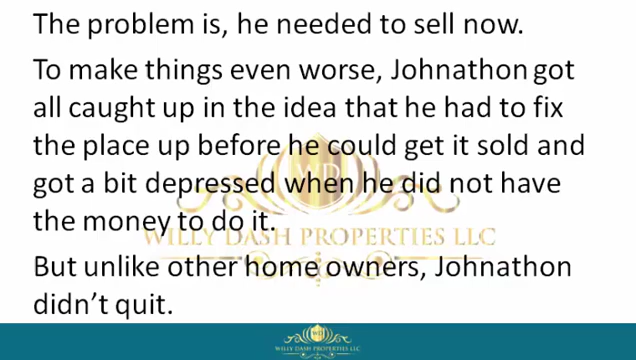 The problem is, he needed to sell now.
To make things even worse, Johnathon got
all caught up in the idea that he had to fix
the place up before he could get it sold and
got a bit depressed when he did not have
the money to do it.
WD
WILLY DASH PROPERTIES LLC
But unlike other home owners, Johnathon
didn't quit.
WD
WILLY DASH PROPERTIES LLC